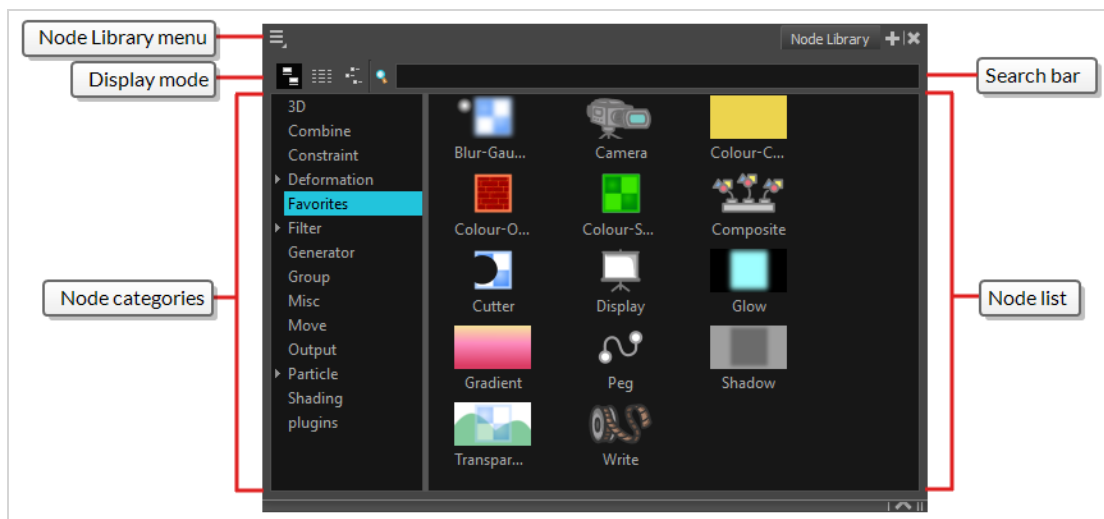 Node Library menu
Node Library
Display mode
Search bar
Node categories
3D
Combine
Constraint
Deformation
Favorites
Filter
Generator
Group
Misc
Move
Output
Particle
Shading
plugins
Blur-Gau...
Camera
Colour-C...
Colour-O...
Colour-S...
Composite
Cutter
Display
Glow
Gradient
Peg
Shadow
Transpar...
Write
Node list